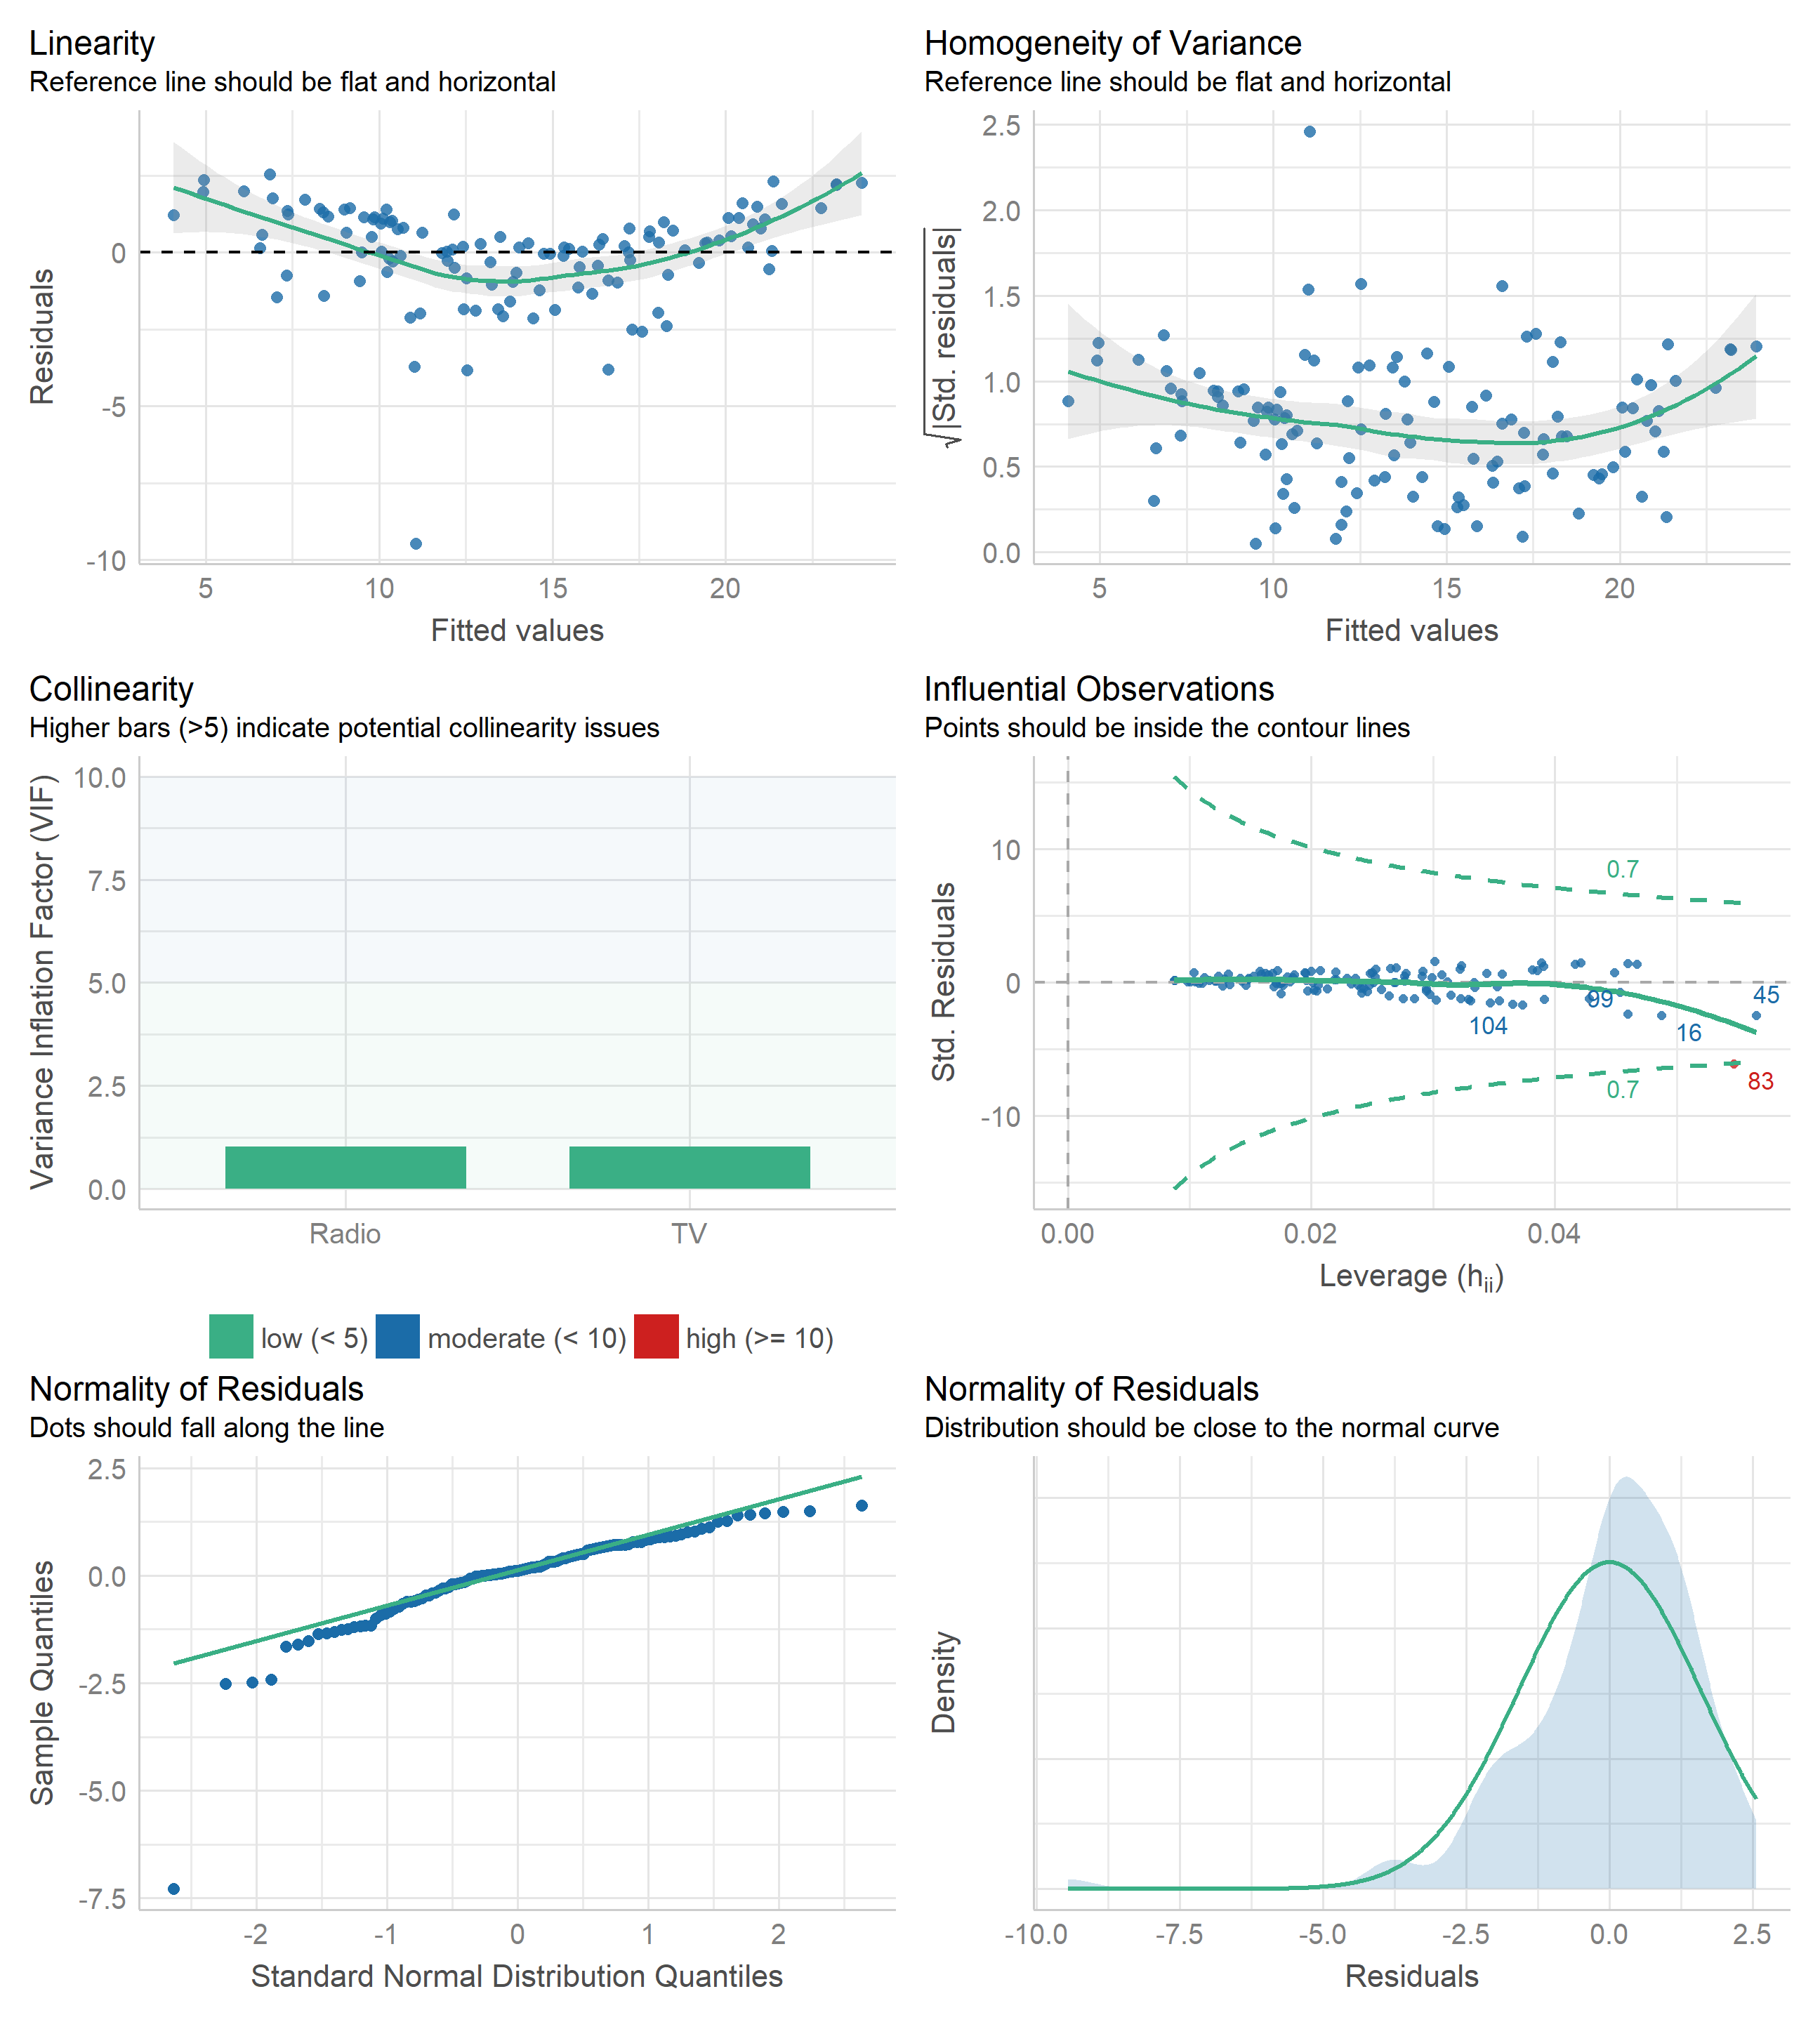 Linearity
Reference line should be flat and horizontal
Residuals
0
-5
-10
5
10
15
20
Fitted values
Homogeneity of Variance
Reference line should be flat and horizontal
√|Std. residuals|
2.5
2.0
1.5
1.0
0.5
0.0
5
10
15
20
Fitted values
Collinearity
Higher bars (>5) indicate potential collinearity issues
Variance Inflation Factor (VIF)
10.0
7.5
5.0
2.5
0.0
Radio
TV
low (< 5)
moderate (< 10)
high (>= 10)
Influential Observations
Points should be inside the contour lines
Std. Residuals
10
0
-10
0.7
99
45
104
16
83
0.7
0.00
0.02
0.04
Leverage (hii)
Normality of Residuals
Dots should fall along the line
Sample Quantiles
2.5
0.0
-2.5
-5.0
-7.5
-2
-1
0
1
2
Standard Normal Distribution Quantiles
Normality of Residuals
Distribution should be close to the normal curve
Density
-10.0
-7.5
-5.0
-2.5
0.0
2.5
Residuals